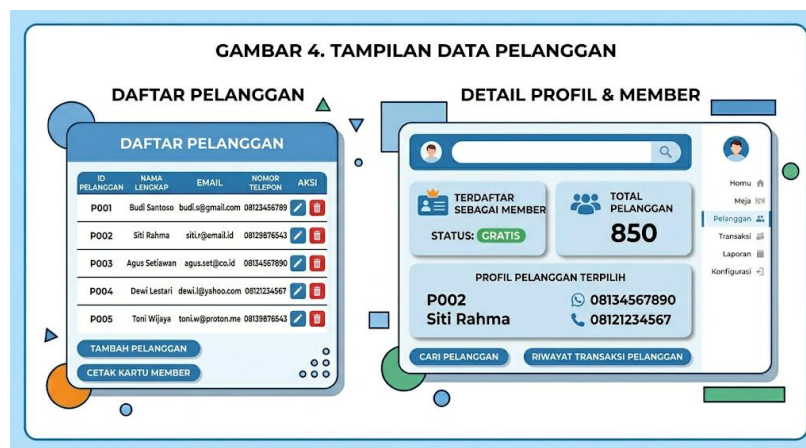 GAMBAR 4. TAMPILAN DATA PELANGGAN
DAFTAR PELANGGAN
DAFTAR PELANGGAN
ID PELANGGAN NAMA LENGKAP EMAIL NOMOR TELEPON AKSI
P001 Budi Santoso budi.s@gmail.com 08123456789
P002 Siti Rahma siti.r@email.id 08129876543
P003 Agus Setiawan agus.set@co.id 08134567890
P004 Dewi Lestari dewi.l@yahoo.com 08121234567
P005 Toni Wijaya toni.w@proton.me 08139876543
TAMBAH PELANGGAN
CETAK KARTU MEMBER
DETAIL PROFIL & MEMBER
TERDAFTAR
SEBAGAI MEMBER
STATUS: GRATIS
TOTAL
PELANGGAN
850
PROFIL PELANGGAN TERPILIH
P002
Siti Rahma
08134567890
08121234567
CARI PELANGGAN
RIWAYAT TRANSAKSI PELANGGAN
Homu
Meja
Pelanggan
Transaksi
Laporan
Konfigurasi